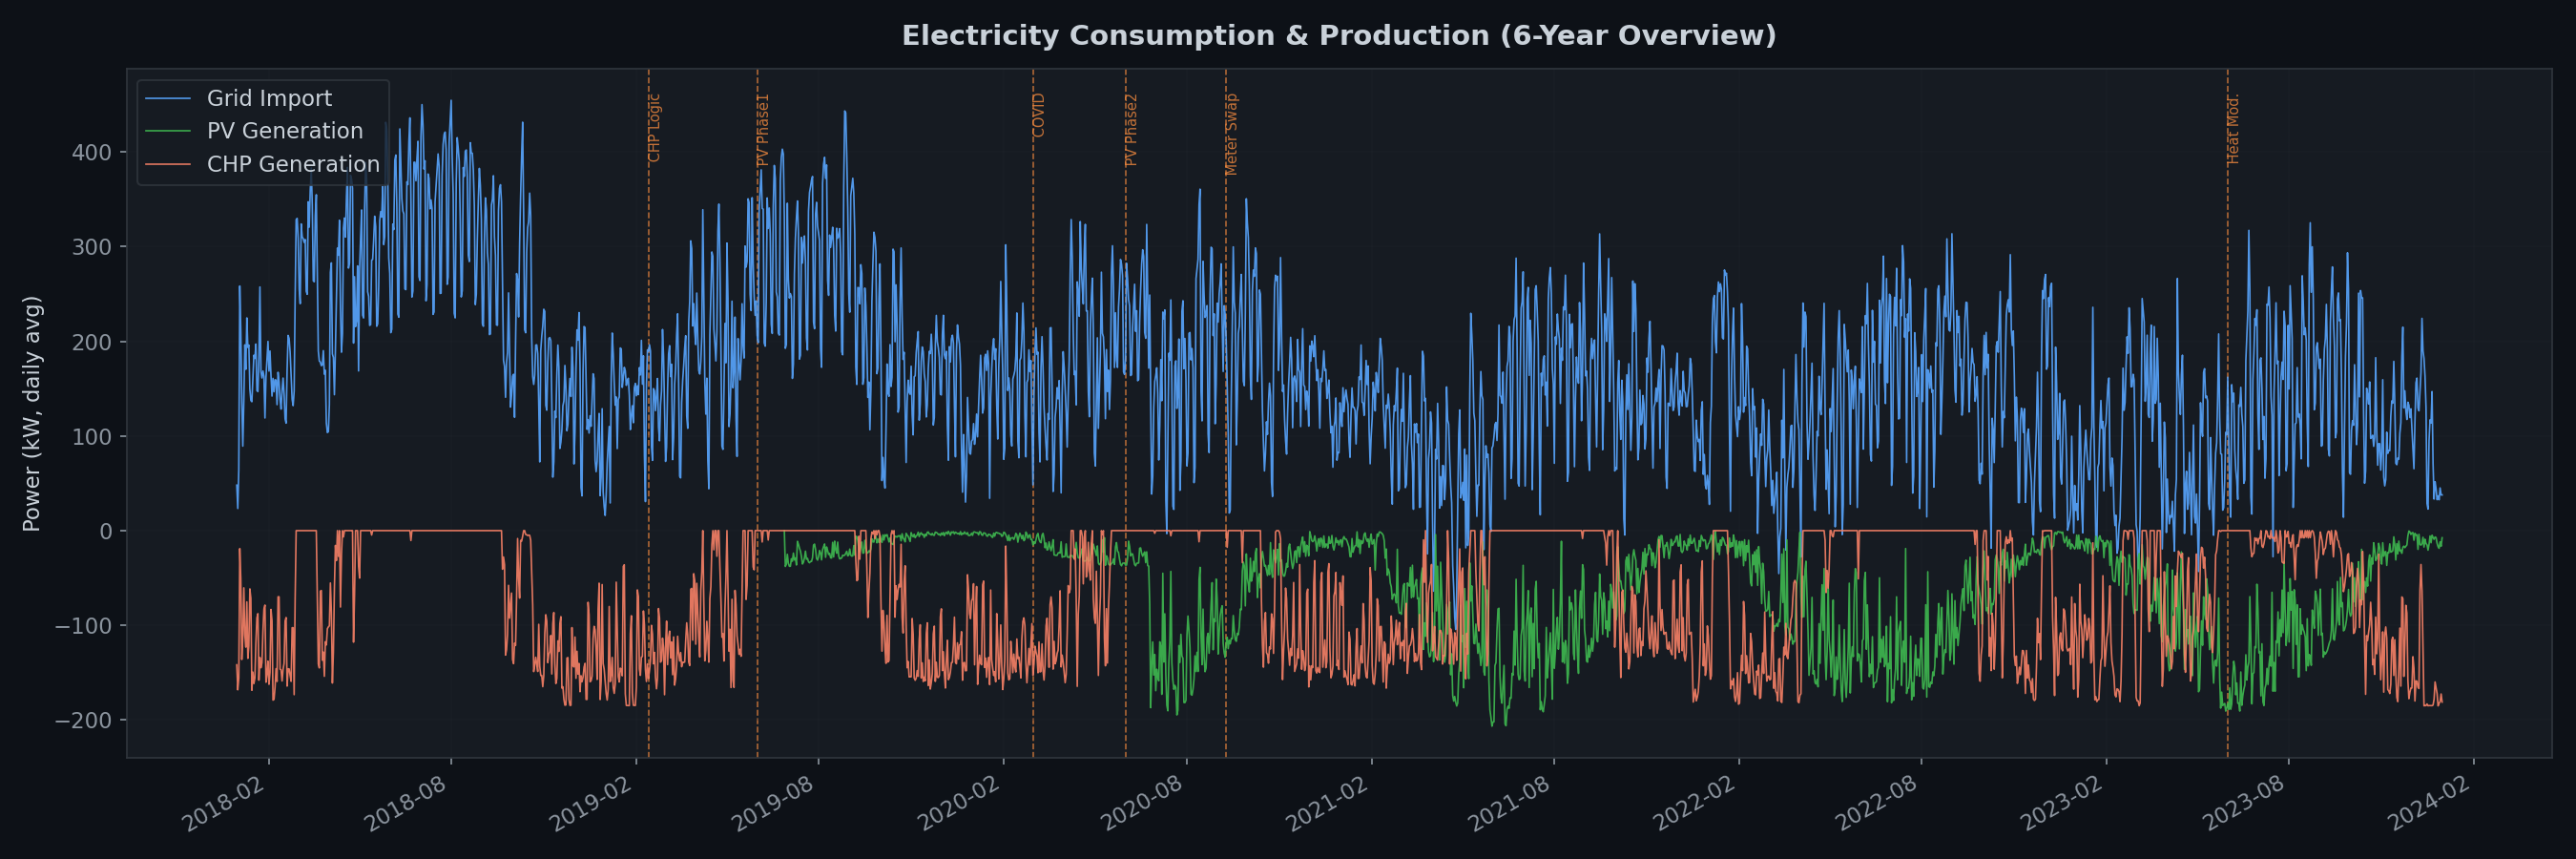 Electricity Consumption & Production (6-Year Overview)
Grid Import
PV Generation
CHP Generation
CHP Logic
PV Phase1
COVID
PV Phase2
Meter Swap
Heat Mod.
Power (kW, daily avg)
400
300
200
100
0
−100
−200
2018-02
2018-08
2019-02
2019-08
2020-02
2020-08
2021-02
2021-08
2022-02
2022-08
2023-02
2023-08
2024-02